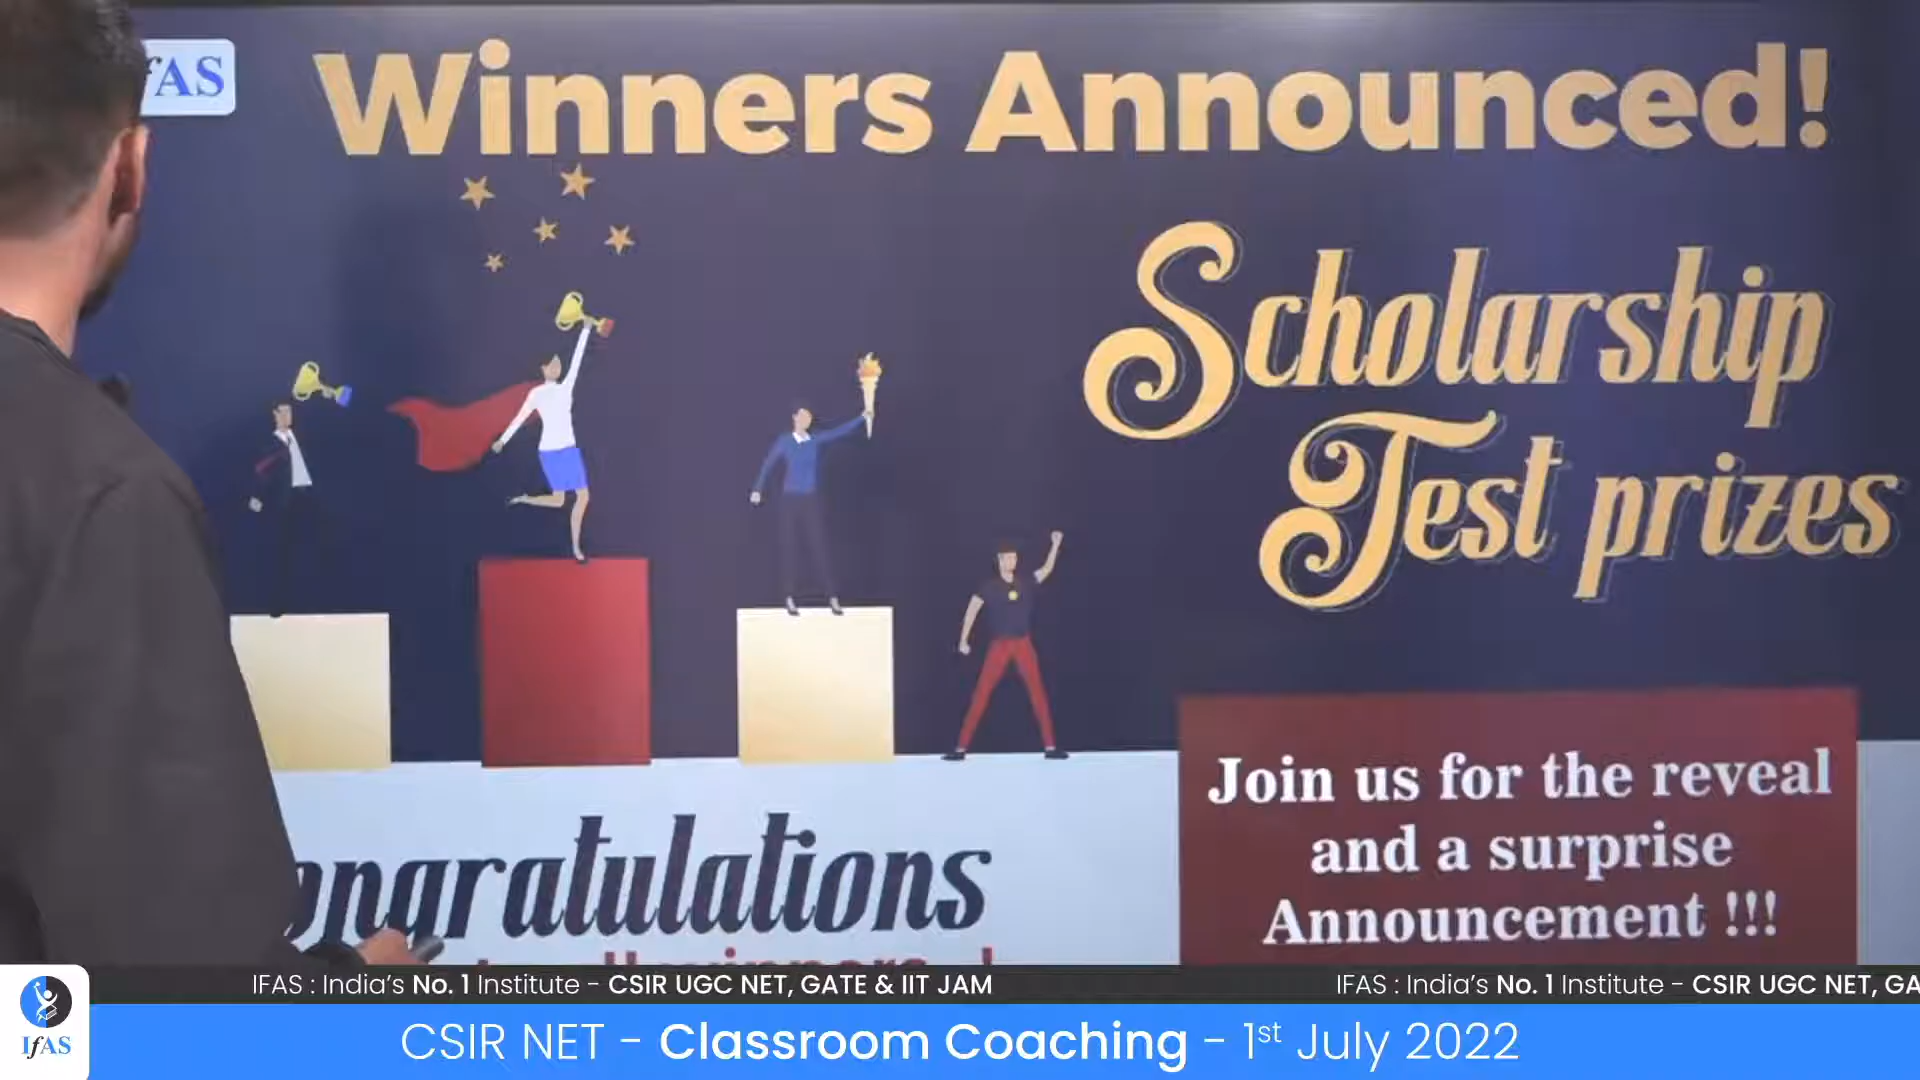 fAS
Winners Announced!
Scholarship
Test prizes
Join us for the reveal
and a surprise
Announcement !!!
ongratulations
winners !
IFAS : India's No. 1 Institute - CSIR UGC NET, GATE & IIT JAM
IFAS : India's No. 1 Institute - CSIR UGC NET, GA
IfAS
CSIR NET - Classroom Coaching - 1st July 2022